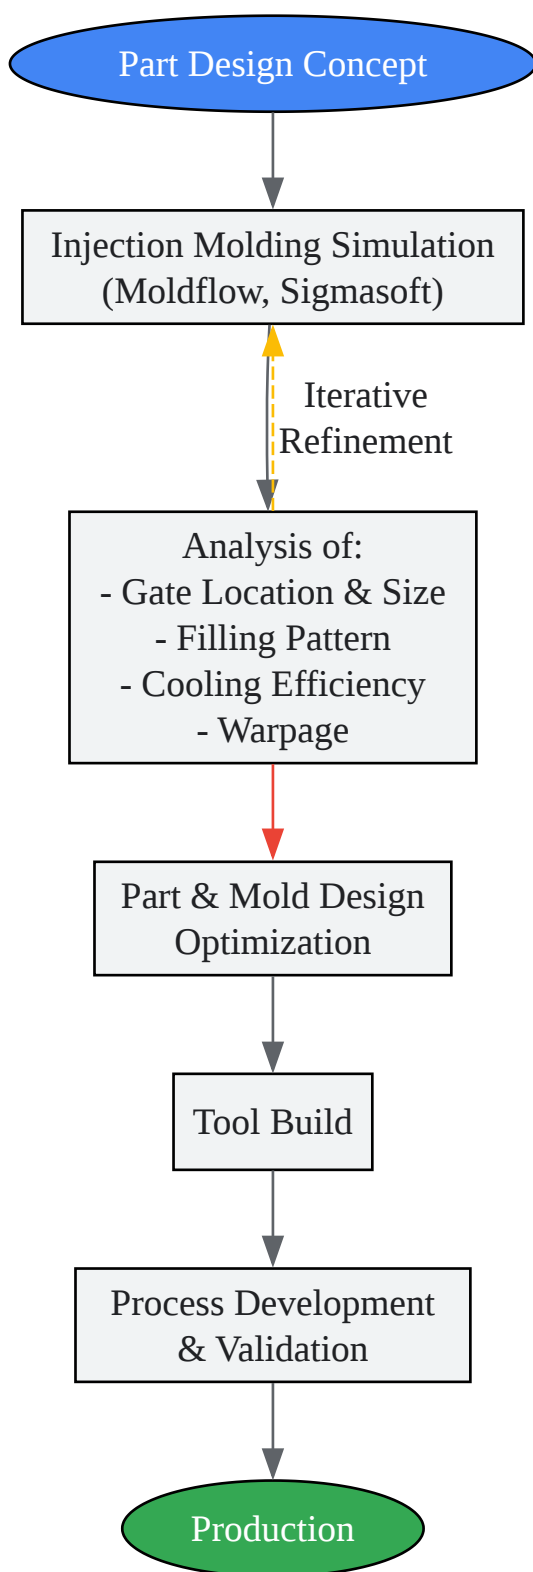 Part Design Concept
Injection Molding Simulation
(Moldflow, Sigmasoft)
Iterative
Refinement
Analysis of:
- Gate Location & Size
- Filling Pattern
- Cooling Efficiency
- Warpage
Part & Mold Design
Optimization
Tool Build
Process Development
& Validation
Production